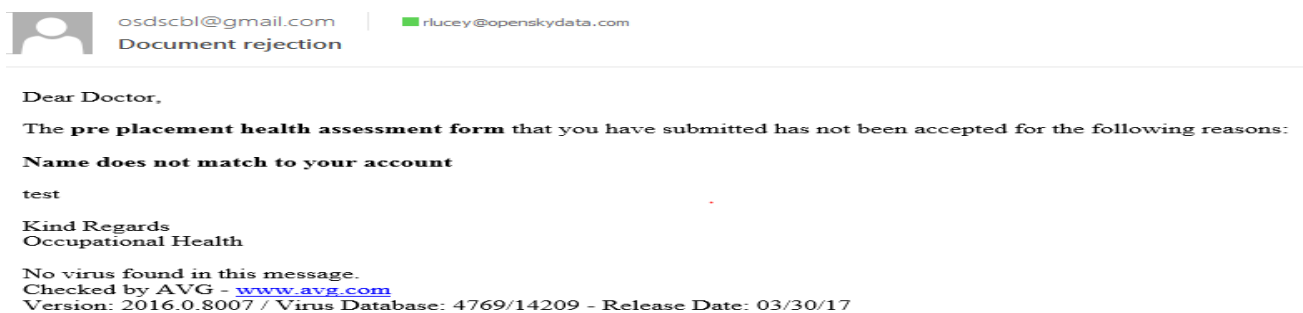 osdscbl@gmail.com rlucey@openskydata.com
Document rejection
Dear Doctor,
The pre placement health assessment form that you have submitted has not been accepted for the following reasons:
Name does not match to your account
test
Kind Regards
Occupational Health
No virus found in this message.
Checked by AVG - www.avg.com
Version: 2016.0.8007 / Virus Database: 4769/14209 - Release Date: 03/30/17